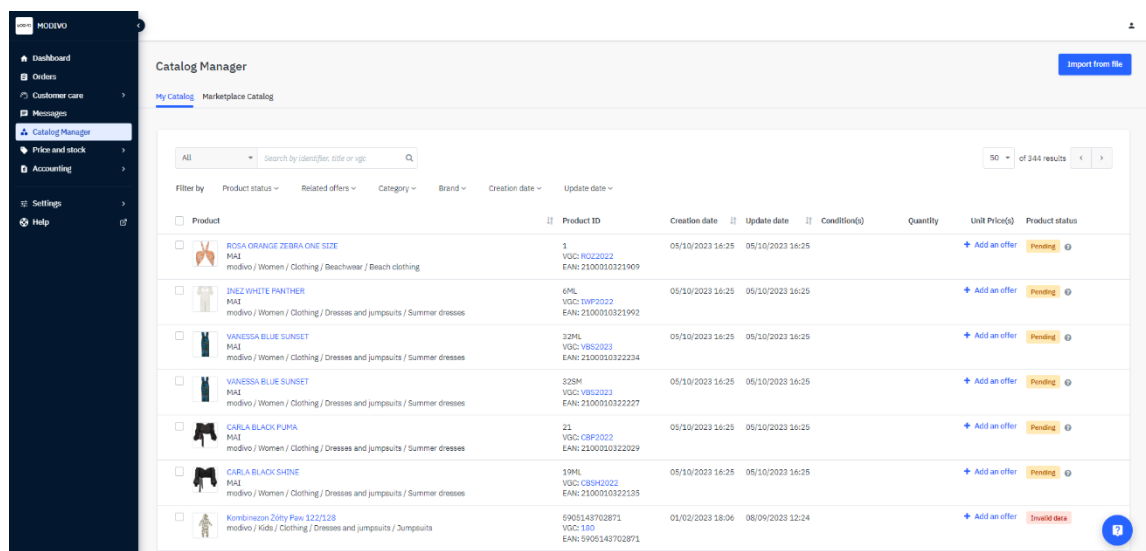 MODIVO
Dashboard
Orders
Customer care
Messages
Catalog Manager
Price and stock
Accounting
Settings
Help
Catalog Manager
Import from file
My Catalog Marketplace Catalog
All Search by identifier, title or vgc 50 of 344 results
Filter by Product status Related offers Category Brand Creation date Update date
Product Product ID Creation date Update date Condition(s) Quantity Unit Price(s) Product status
ROSA ORANGE ZEBRA ONE SIZE 1 05/10/2023 16:25 05/10/2023 16:25 + Add an offer Pending
MAI VGC: ROZ2022
modivo / Women / Clothing / Beachwear / Beach clothing EAN: 2100010321909
INEZ WHITE PANTHER 6ML 05/10/2023 16:25 05/10/2023 16:25 + Add an offer Pending
MAI VGC: IWP2022
modivo / Women / Clothing / Dresses and jumpsuits / Summer dresses EAN: 2100010321992
VANESSA BLUE SUNSET 32ML 05/10/2023 16:25 05/10/2023 16:25 + Add an offer Pending
MAI VGC: VBS2023
modivo / Women / Clothing / Dresses and jumpsuits / Summer dresses EAN: 2100010322234
VANESSA BLUE SUNSET 32SM 05/10/2023 16:25 05/10/2023 16:25 + Add an offer Pending
MAI VGC: VBS2023
modivo / Women / Clothing / Dresses and jumpsuits / Summer dresses EAN: 2100010322227
CARLA BLACK PUMA 21 05/10/2023 16:25 05/10/2023 16:25 + Add an offer Pending
MAI VGC: CBP2022
modivo / Women / Clothing / Dresses and jumpsuits / Summer dresses EAN: 2100010322029
CARLA BLACK SHINE 19ML 05/10/2023 16:25 05/10/2023 16:25 + Add an offer Pending
MAI VGC: CBSH2022
modivo / Women / Clothing / Dresses and jumpsuits / Summer dresses EAN: 2100010322135
Kombinezon Żółty Paw 122/128 5905143702871 01/02/2023 18:06 08/09/2023 12:24 + Add an offer Invalid data
modivo / Kids / Clothing / Dresses and jumpsuits / Jumpsuits VGC: 180
EAN: 5905143702871